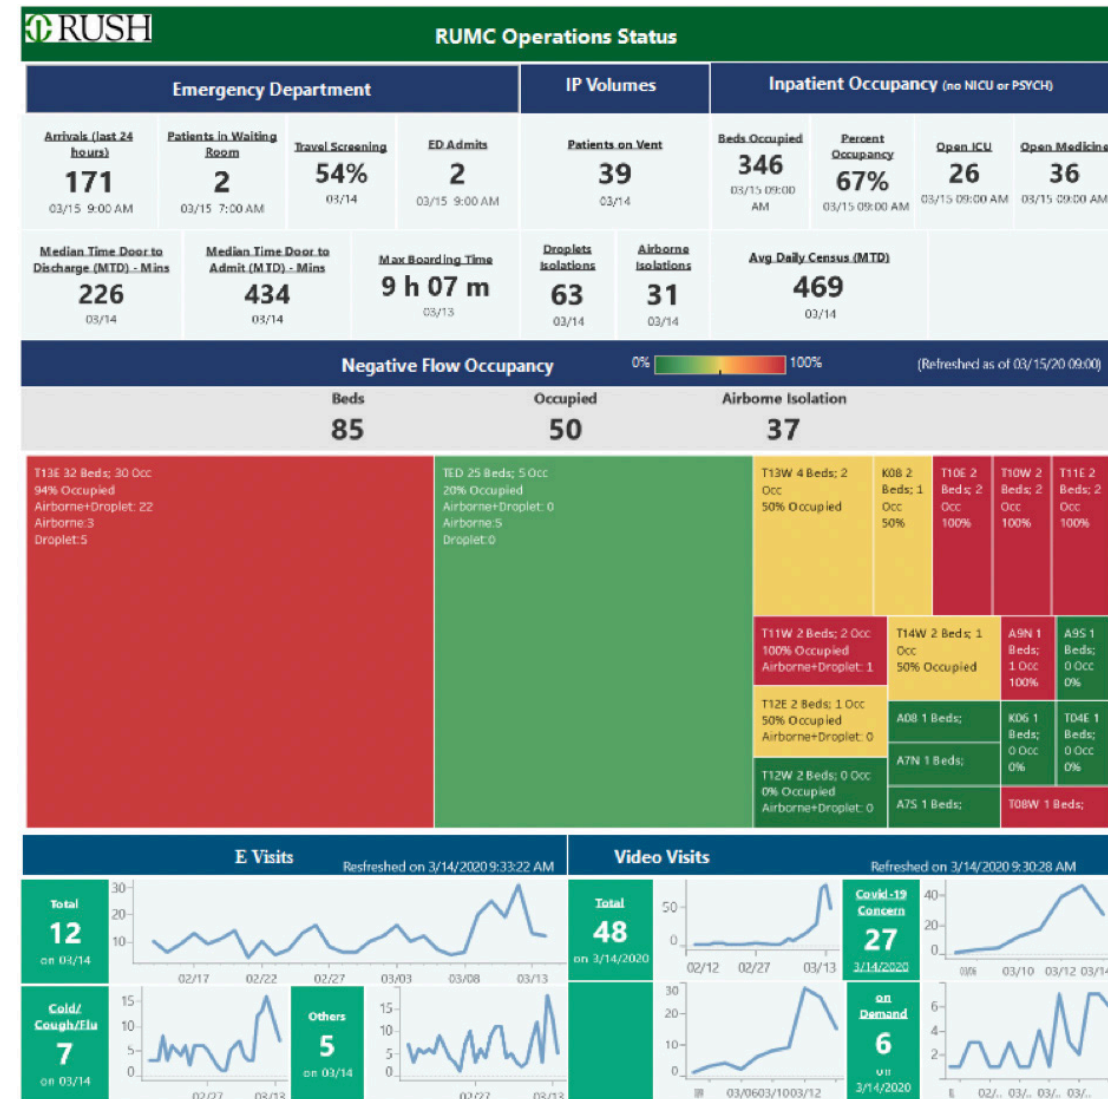 RUSH
RUMC Operations Status
Emergency Department
IP Volumes
Inpatient Occupancy (no NICU or PSYCH)
Arrivals (last 24
hours)
171
03/15 9:00 AM
Patients in Waiting
Room
2
03/15 7:00 AM
Travel Screening
54%
03/14
ED Admits
2
03/15 9:00 AM
Patients on Vent
39
03/14
Beds Occupied
346
03/15 09:00
AM
Percent
Occupancy
67%
03/15 09:00 AM
Open ICU
26
03/15 09:00 AM
Open Medicine
36
03/15 09:00 AM
Median Time Door to
Discharge (MTD) - Mins
226
03/14
Median Time Door to
Admit (MTD) - Mins
434
03/14
Max Boarding Time
9 h 07 m
03/13
Droplets
Isolations
63
03/14
Airborne
Isolations
31
03/14
Avg Daily Census (MTD)
469
03/14
Negative Flow Occupancy
0%
100%
(Refreshed as of 03/15/20 09:00)
Beds
85
Occupied
50
Airborne Isolation
37
T13E 32 Beds; 30 Occ
94% Occupied
Airborne+Droplet: 22
Airborne:3
Droplet:5
TED 25 Beds; 5 Occ
20% Occupied
Airborne+Droplet: 0
Airborne:5
Droplet:0
T13W 4 Beds; 2
Occ
50% Occupied
K08 2
Beds; 1
Occ
50%
T10E 2
Beds; 2
Occ
100%
T10W 2
Beds; 2
Occ
100%
T11E 2
Beds; 2
Occ
100%
T11W 2 Beds; 2 Occ
100% Occupied
Airborne+Droplet: 1
T14W 2 Beds; 1
Occ
50% Occupied
A9N 1
Beds;
1 Occ
100%
A9S 1
Beds;
0 Occ
0%
T12E 2 Beds; 1 Occ
50% Occupied
Airborne+Droplet: 0
A08 1 Beds;
K06 1
Beds;
0 Occ
0%
T04E 1
Beds;
0 Occ
0%
A7N 1 Beds;
T12W 2 Beds; 0 Occ
0% Occupied
Airborne+Droplet: 0
A7S 1 Beds;
T08W 1 Beds;
E Visits
Resfreshed on 3/14/2020 9:33:22 AM
Video Visits
Refreshed on 3/14/2020 9:30:28 AM
Total
12
on 03/14
30
20
10
02/17 02/22 02/27 03/03 03/08 03/13
Total
48
on 3/14/2020
50
0
02/12 02/27 03/13
Covid-19
Concern
27
3/14/2020
40
20
0
03/10 03/12 03/14
Cold/
Cough/Flu
7
on 03/14
15
10
5
0
02/27 03/13
Others
5
on 03/14
15
10
5
0
02/27 03/13
30
20
10
0
03/0603/1003/12
on
Demand
6
on
3/14/2020
6
4
2
02/.. 03/.. 03/.. 03/..